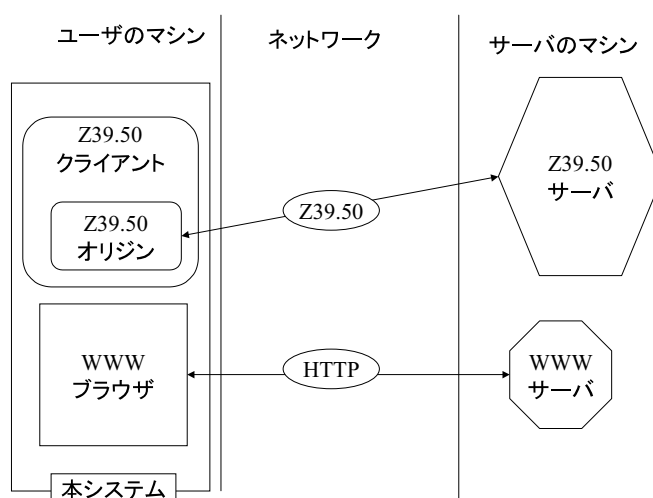 ユーザのマシン
ネットワーク
サーバのマシン
Z39.50
クライアント
Z39.50
オリジン
Z39.50
Z39.50
サーバ
WWW
ブラウザ
HTTP
WWW
サーバ
本システム